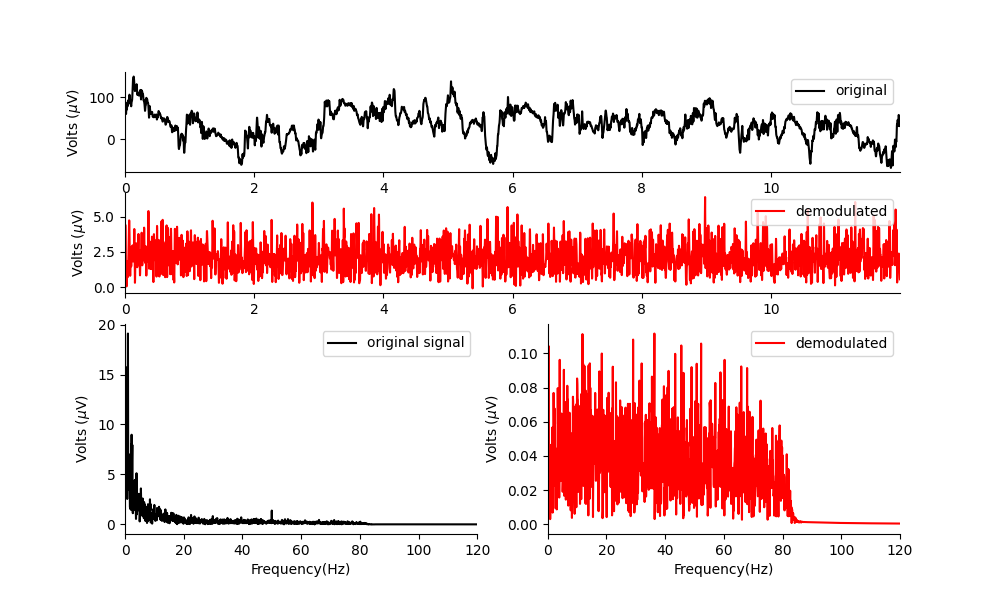 Volts (μV)
100
0
original
0 2 4 6 8 10
Volts (μV)
5.0
2.5
0.0
demodulated
0 2 4 6 8 10
Volts (μV)
20
15
10
5
0
original signal
0 20 40 60 80 100 120
Frequency(Hz)
Volts (μV)
0.10
0.08
0.06
0.04
0.02
0.00
demodulated
0 20 40 60 80 100 120
Frequency(Hz)